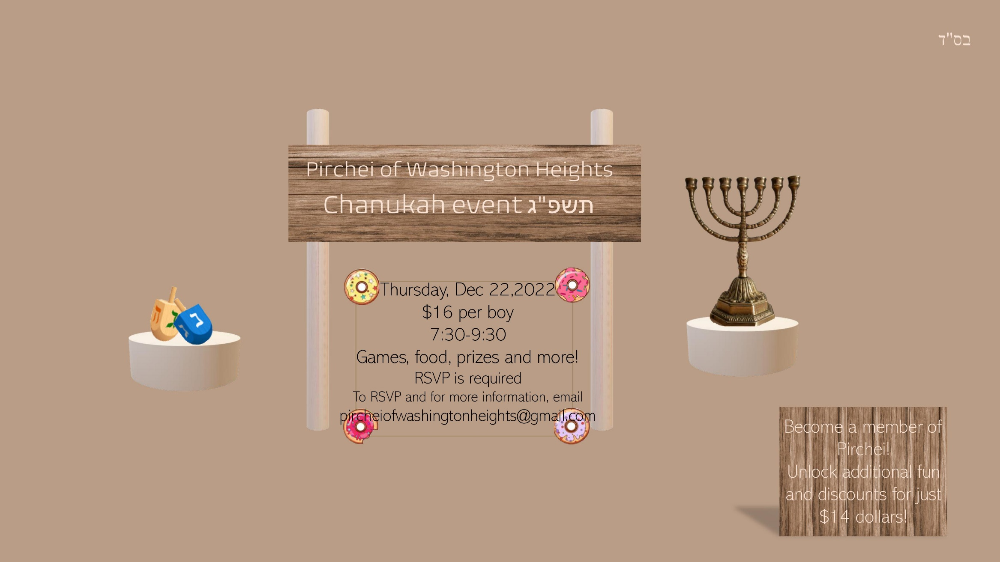 בס"ד
Pirchei of Washington Heights
Chanukah event תשפ"ג
Thursday, Dec 22,2022
$16 per boy
7:30-9:30
Games, food, prizes and more!
RSVP is required
To RSVP and for more information, email
pircheiofwashingtonheights@gmail.com
Become a member of
Pirchei!
Unlock additional fun
and discounts for just
$14 dollars!